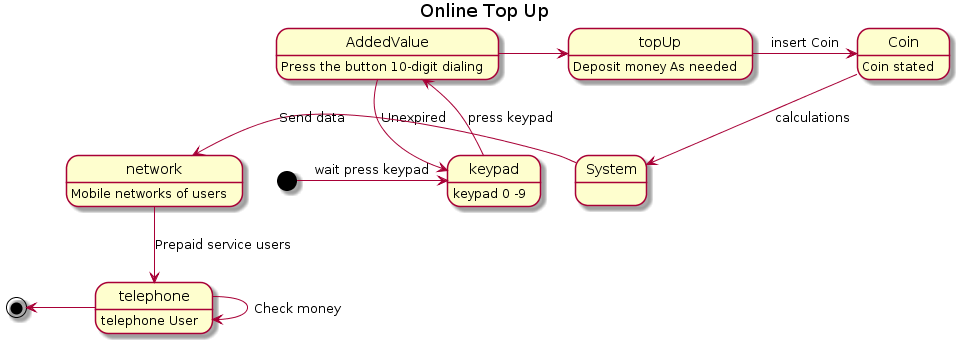 Online Top Up
AddedValue
Press the button 10-digit dialing
topUp
Deposit money As needed
insert Coin
Coin
Coin stated
Send data
Unexpired
press keypad
calculations
network
Mobile networks of users
wait press keypad
keypad
keypad 0 -9
System
Prepaid service users
telephone
telephone User
Check money